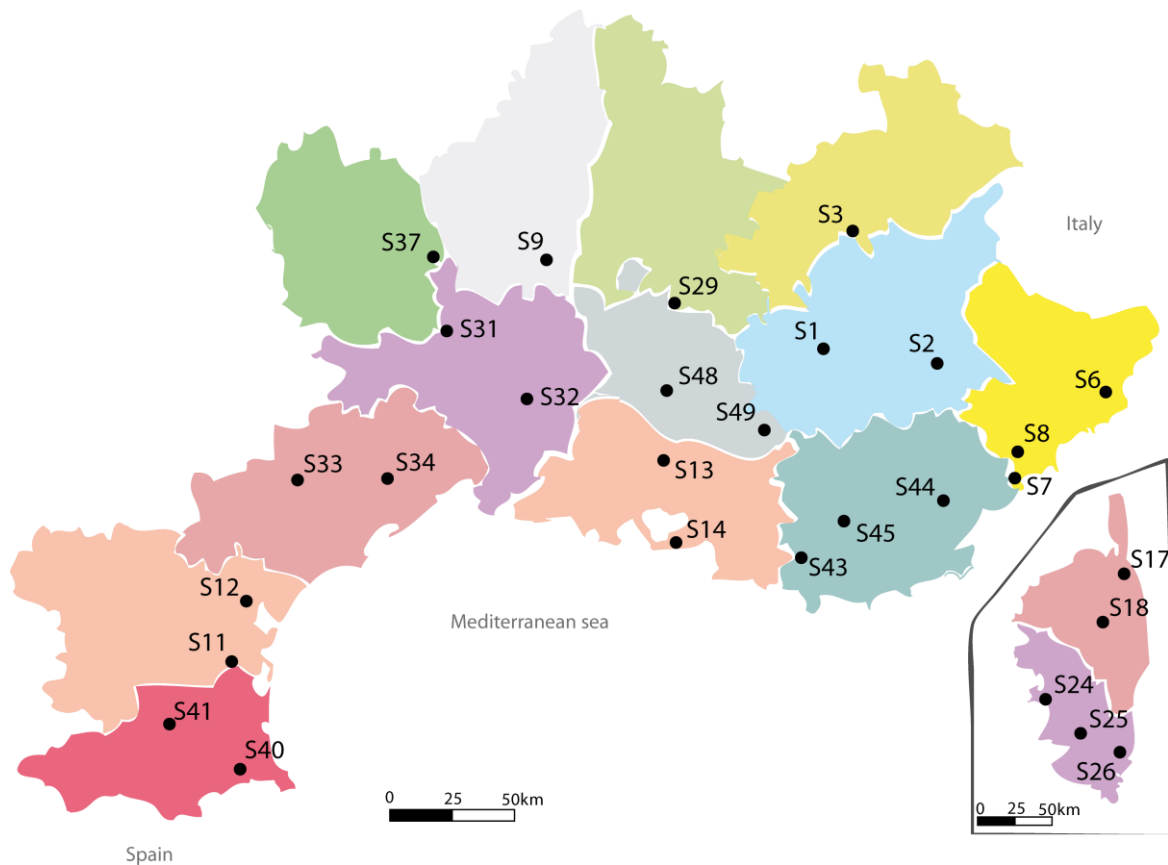 S3
Italy
S37
S9
S29
S31
S1
S2
S48
S6
S32
S49
S8
S33
S34
S13
S7
S44
S14
S45
S43
S17
S12
S18
Mediterranean sea
S11
S24
S41
S25
S40
S26
0 25 50km
0 25 50km
Spain